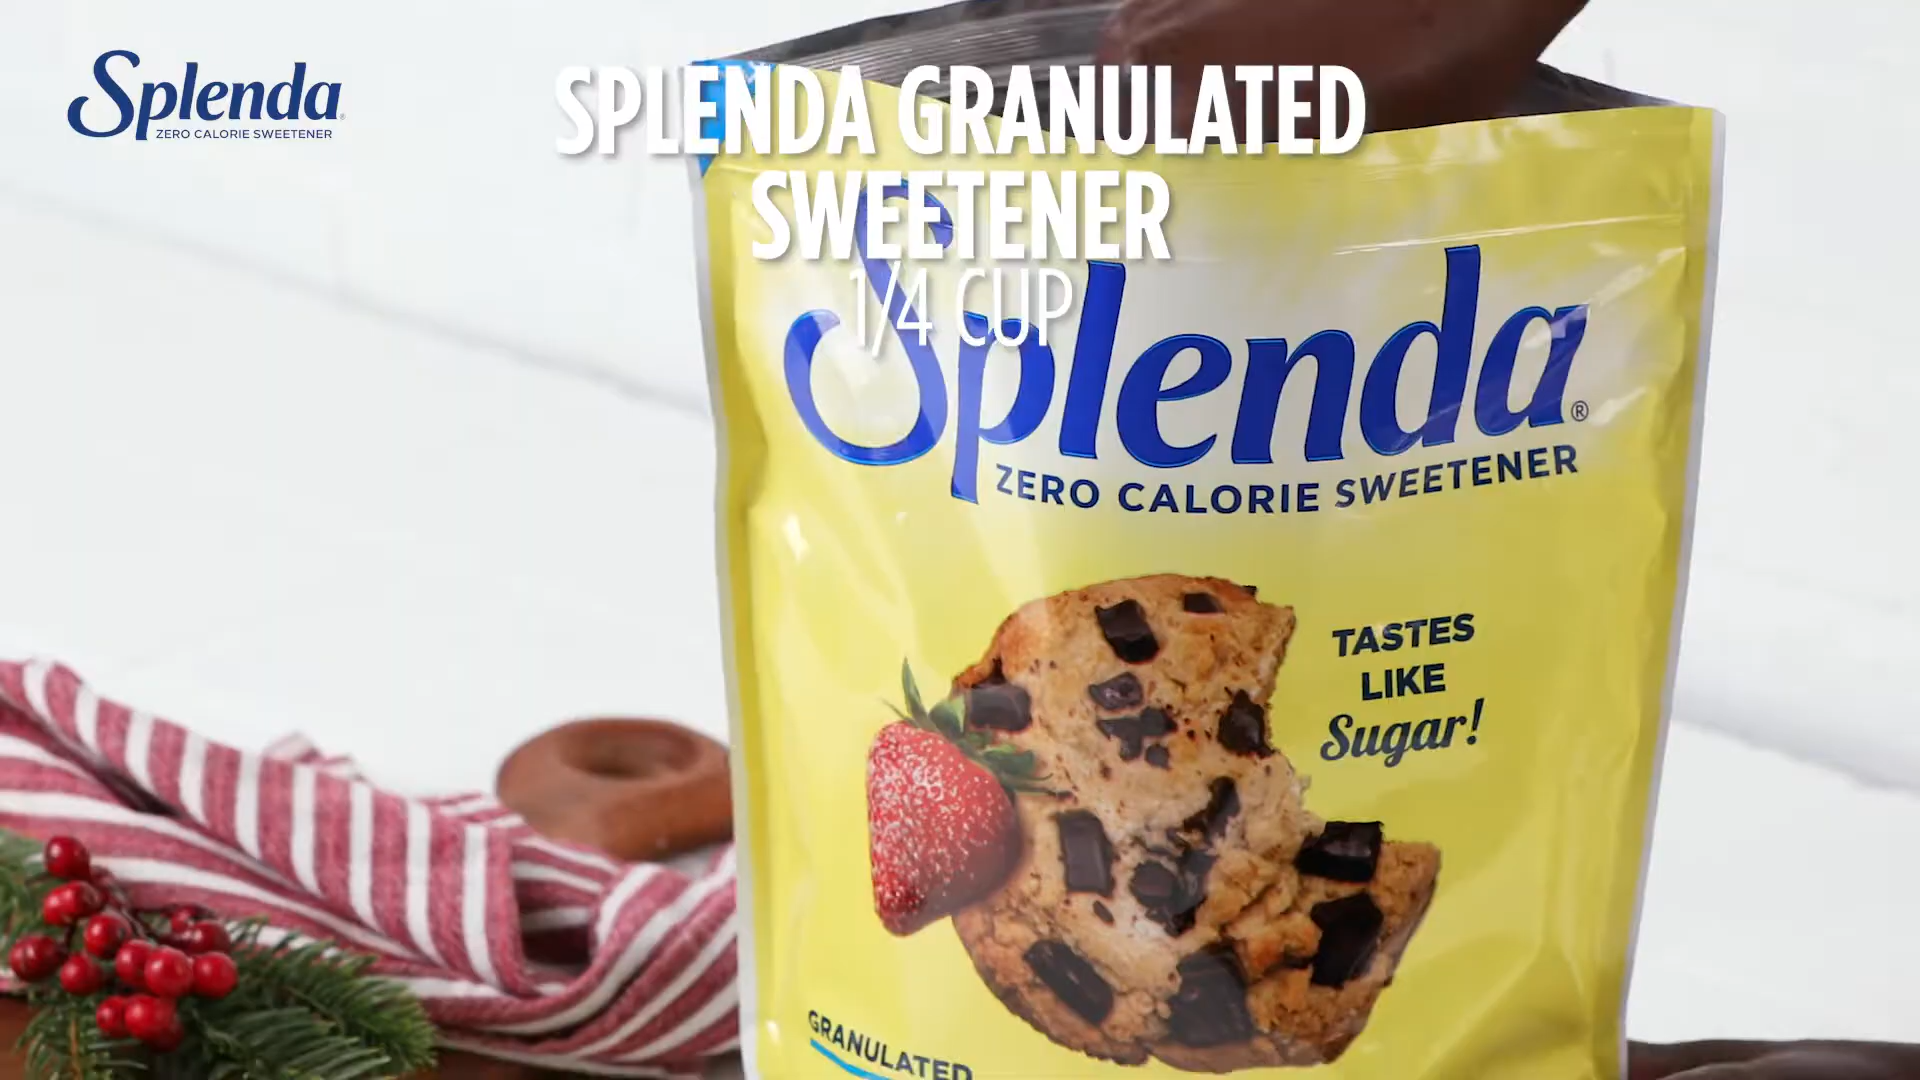 Splenda
ZERO CALORIE SWEETENER
SPLENDA GRANULATED
SWEETENER
1/4 CUP
Splenda®
ZERO CALORIE SWEETENER
TASTES
LIKE
Sugar!
GRANULATED